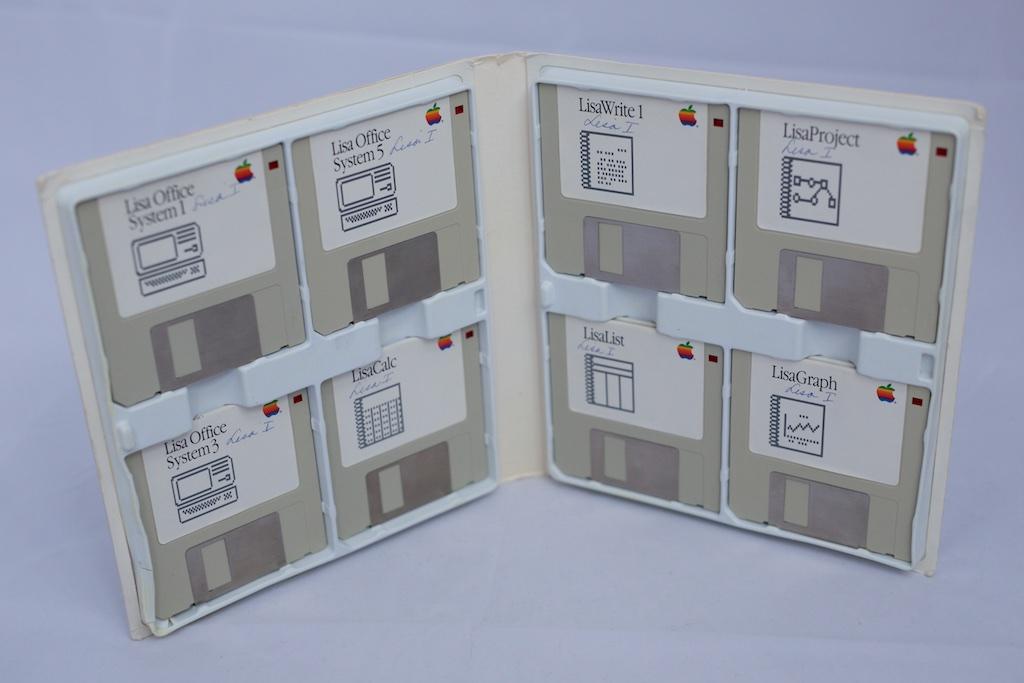 Lisa Office
System 1 Lisa I
Lisa Office
System 5 Lisa I
Lisa Office
System 3 Lisa I
LisaCalc
Lisa I
LisaWrite 1
Lisa I
LisaProject
Lisa I
LisaList
Lisa I
LisaGraph
Lisa I